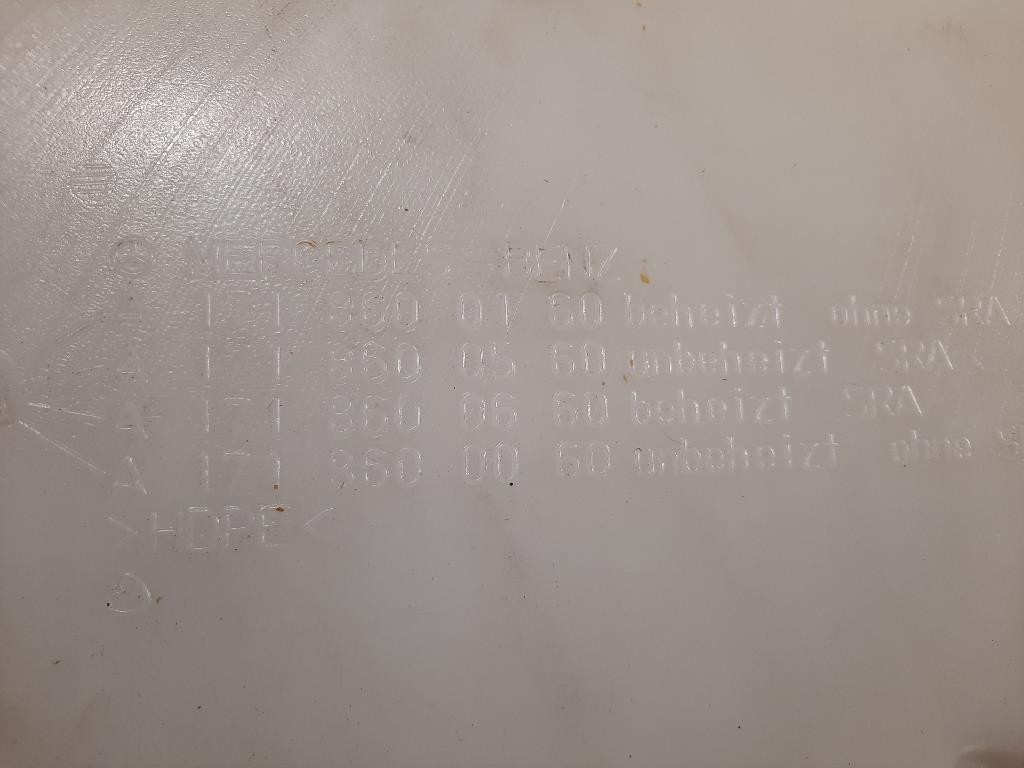 MERCEDES-BENZ
A 171 860 01 60 beheizt ohne SRA
A 171 860 05 60 unbeheizt SRA
A 171 860 06 60 beheizt SRA
A 171 860 00 60 unbeheizt ohne
>HDPE<